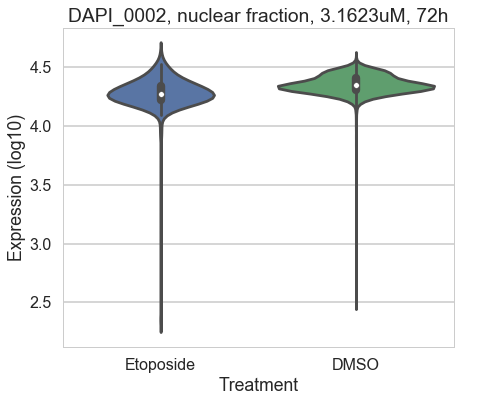 DAPI_0002, nuclear fraction, 3.1623uM, 72h
Expression (log10)
4.5
4.0
3.5
3.0
2.5
Etoposide DMSO
Treatment